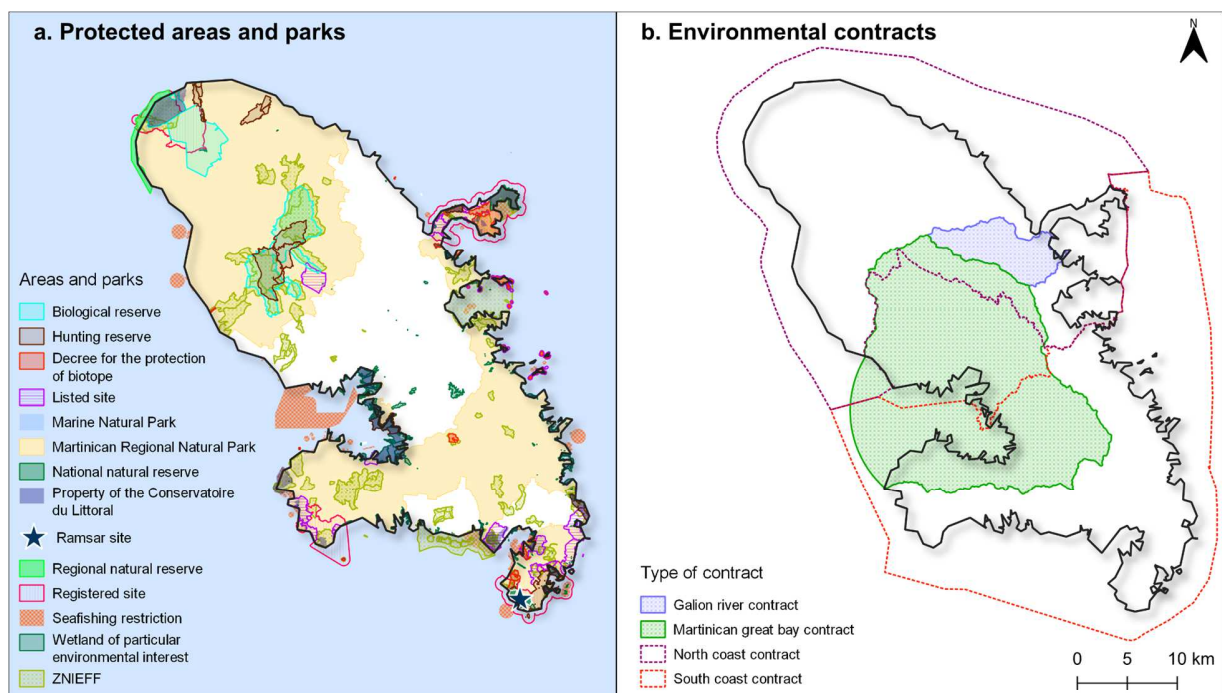 a. Protected areas and parks
Areas and parks
Biological reserve
Hunting reserve
Decree for the protection
of biotope
Listed site
Marine Natural Park
Martinican Regional Natural Park
National natural reserve
Property of the Conservatoire
du Littoral
Ramsar site
Regional natural reserve
Registered site
Seafishing restriction
Wetland of particular
environmental interest
ZNIEFF
b. Environmental contracts
N
Type of contract
Galion river contract
Martinican great bay contract
North coast contract
South coast contract
0 5 10 km